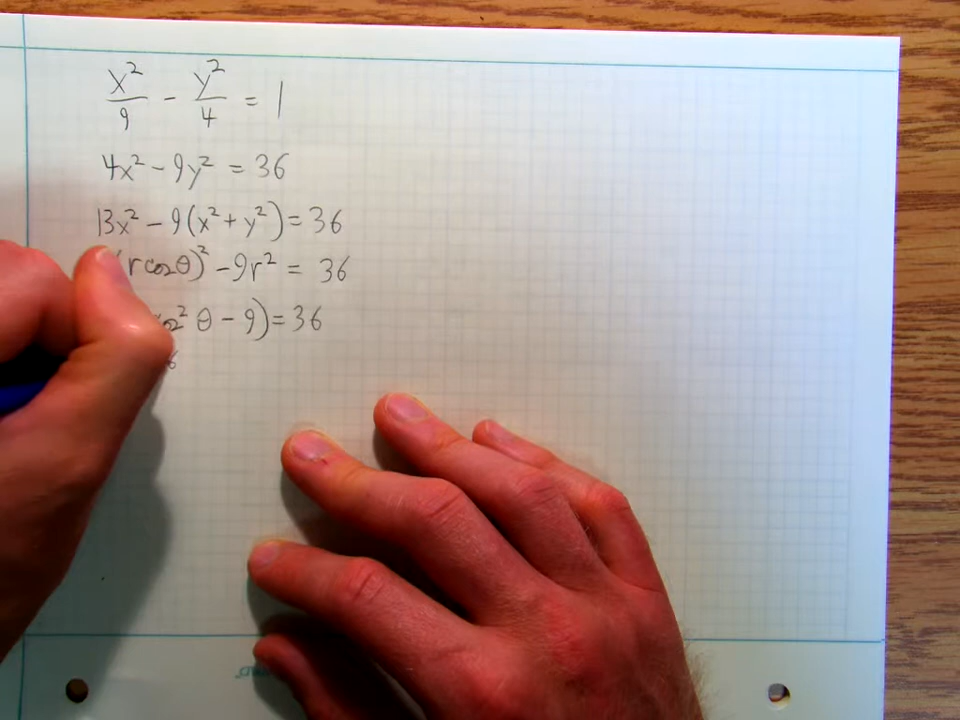 x²/9 - y²/4 = 1
4x² - 9y² = 36
13x² - 9(x² + y²) = 36
(r cos θ)² - 9r² = 36
cos² θ - 9) = 36
6